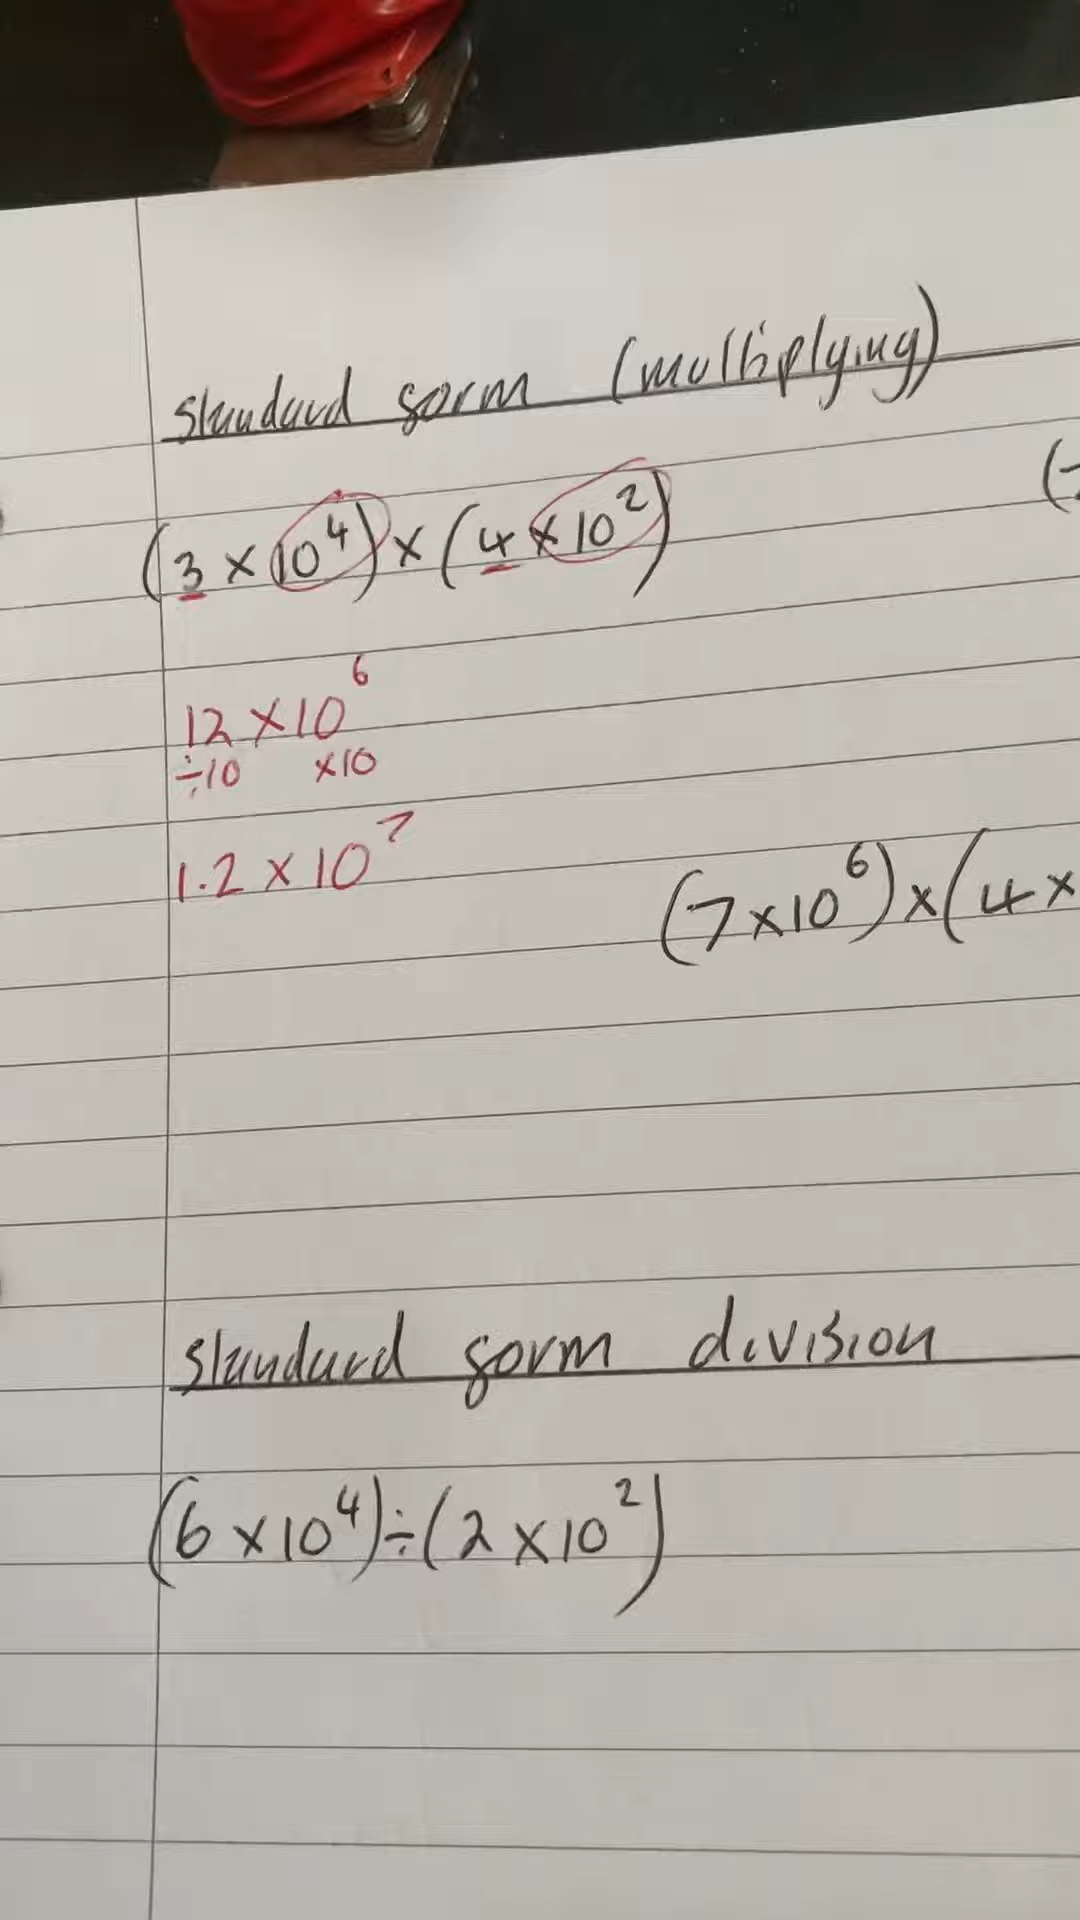 standard form (multiplying)
(3 × 10⁴) × (4 × 10²)
(-
12 × 10⁶
÷10 ×10
1.2 × 10⁷
(7 × 10⁶) × (4 ×
standard form division
(6 × 10⁴) ÷ (2 × 10²)